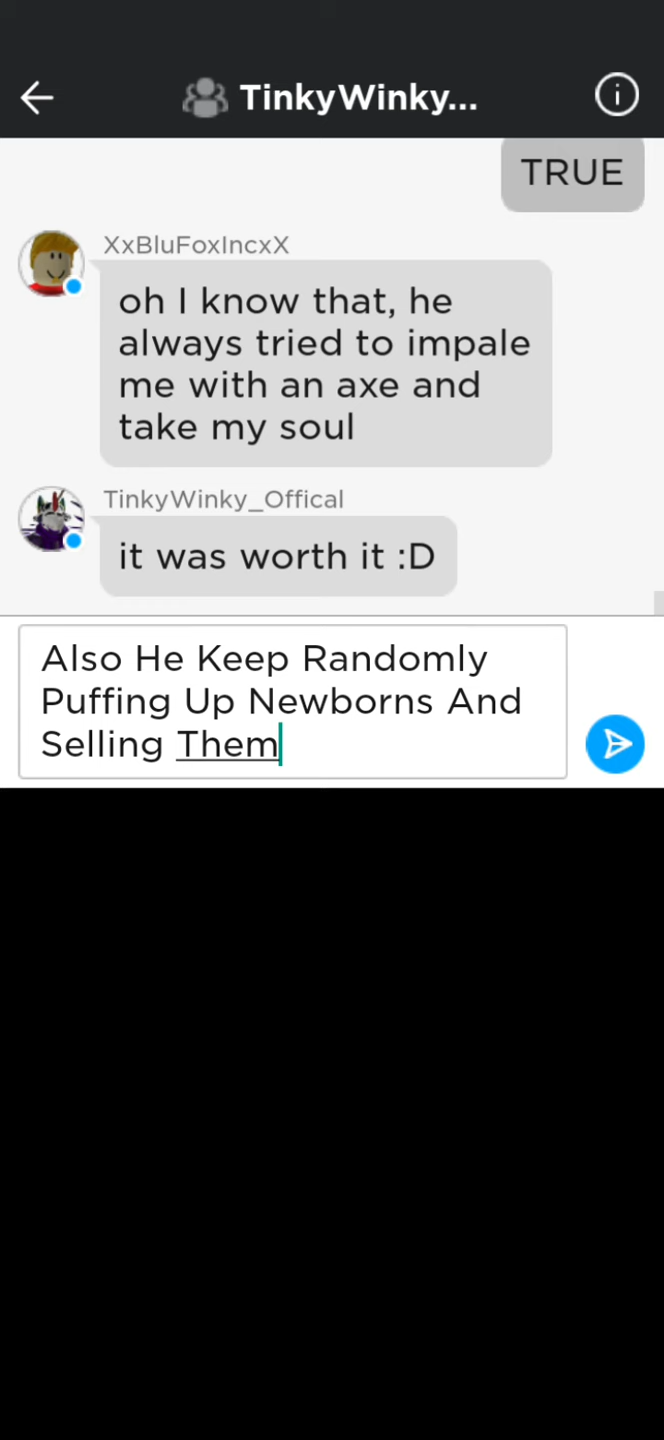 TinkyWinky...
TRUE
XxBluFoxIncxX
oh I know that, he
always tried to impale
me with an axe and
take my soul
TinkyWinky_Offical
it was worth it :D
Also He Keep Randomly
Puffing Up Newborns And
Selling Them